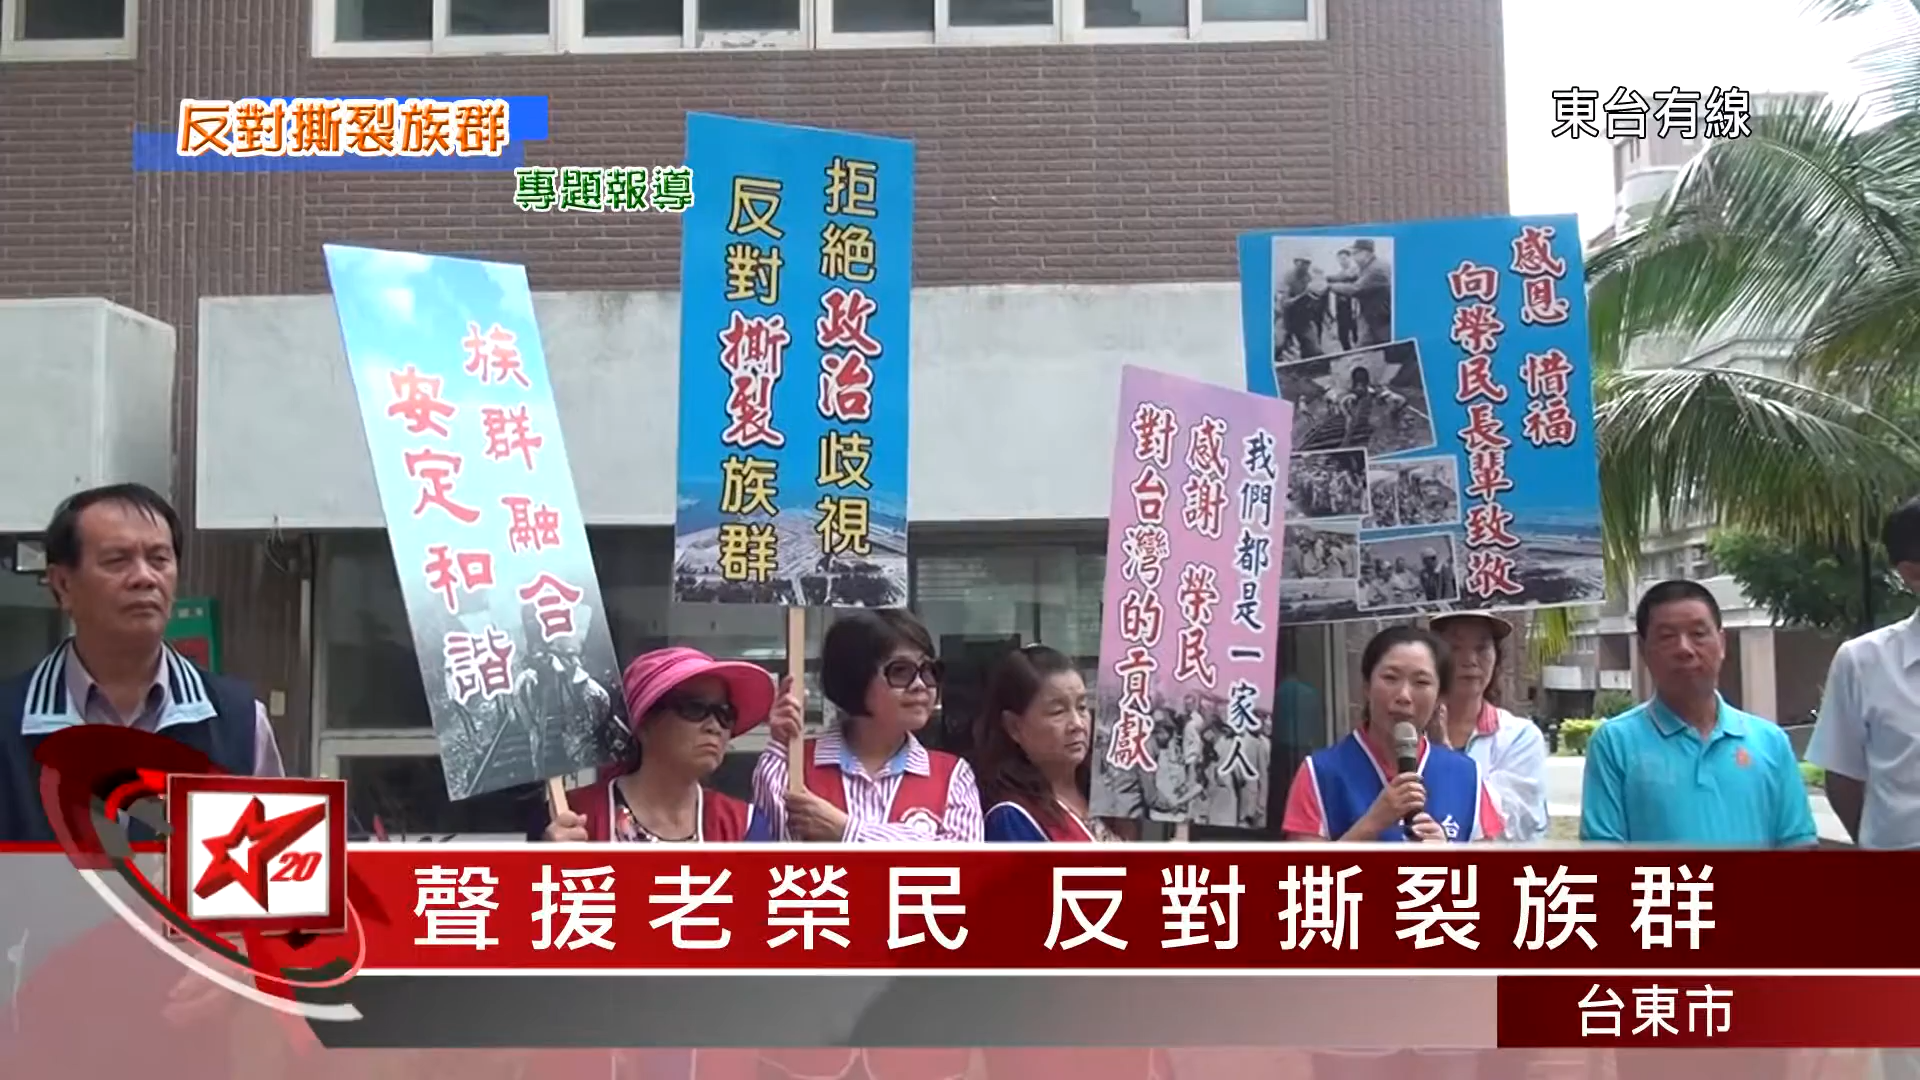 反對撕裂族群
專題報導
東台有線
族群融合
安定和諧
拒絕政治歧視
反對撕裂族群
我們都是一家人
感謝 榮民
對台灣的貢獻
感恩 惜福
向榮民長輩致敬
台
20
聲援老榮民 反對撕裂族群
台東市